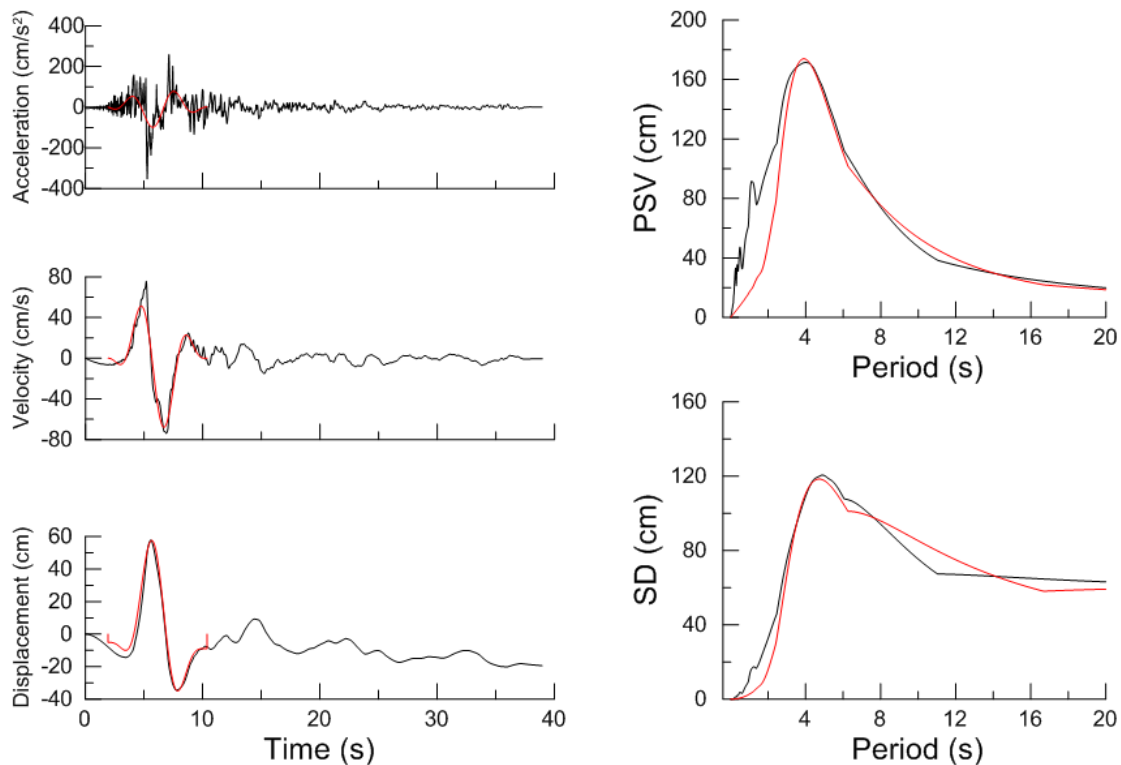 400
200
0
-200
-400
Acceleration (cm/s²)
80
40
0
-40
-80
Velocity (cm/s)
60
40
20
0
-20
-40
Displacement (cm)
0 10 20 30 40
Time (s)
200
160
120
80
40
0
PSV (cm)
4 8 12 16 20
Period (s)
160
120
80
40
0
SD (cm)
4 8 12 16 20
Period (s)